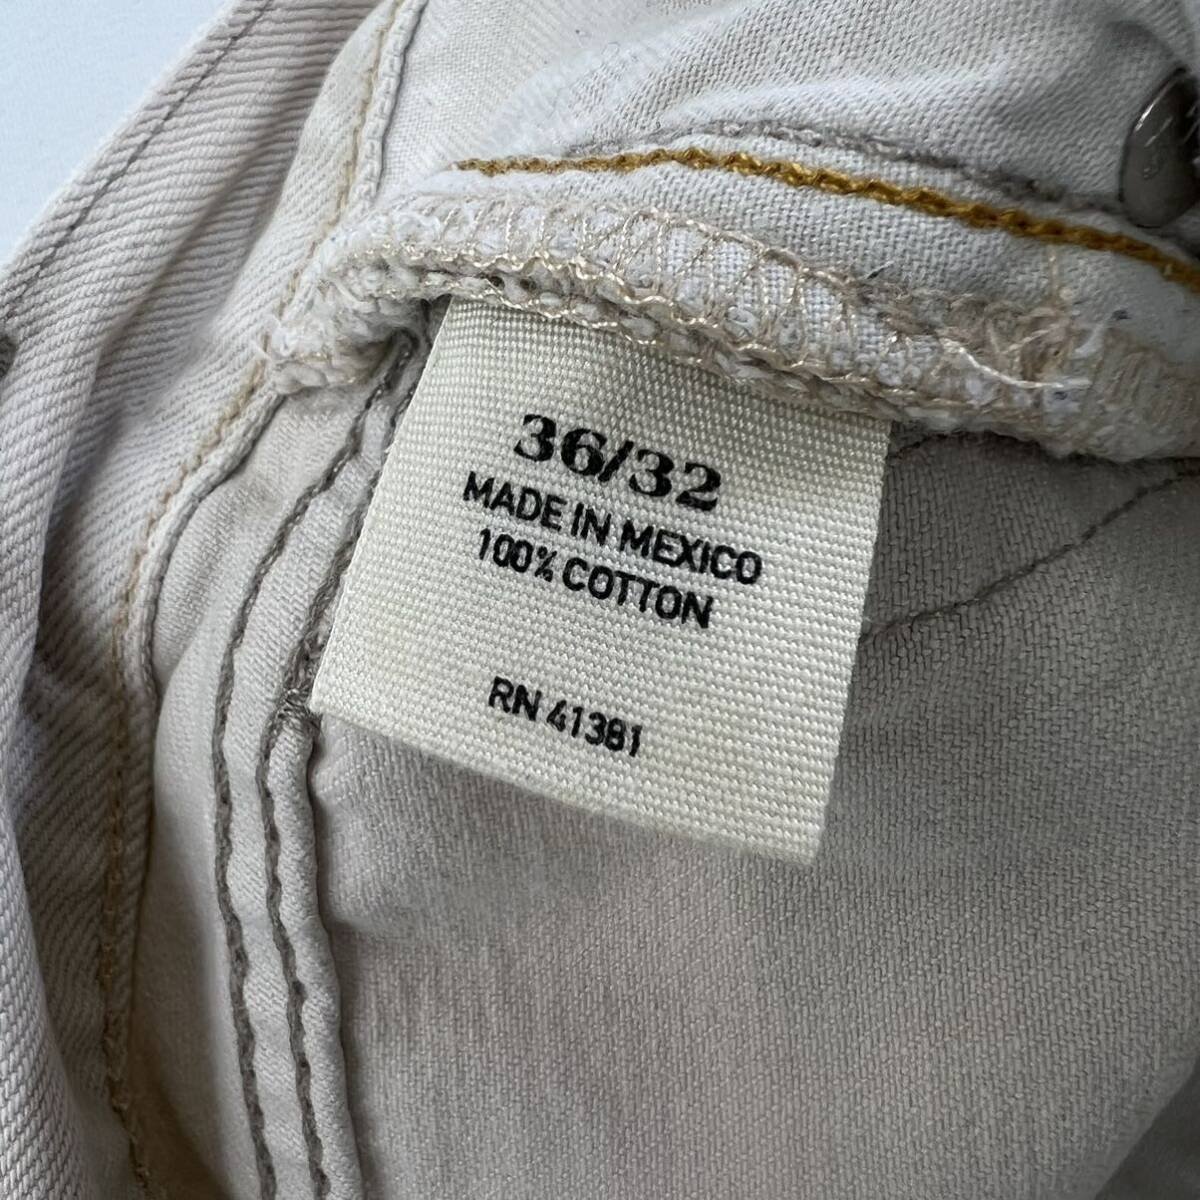 36/32
MADE IN MEXICO
100% COTTON
RN 41381